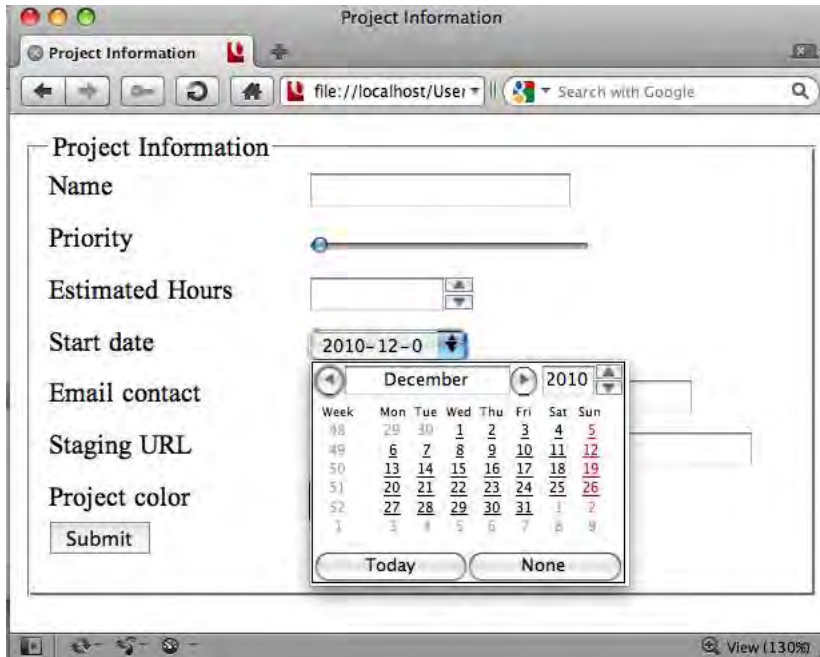 Project Information
Project Information
file://localhost/User
Search with Google
Project Information
Name
Priority
Estimated Hours
Start date
2010-12-0
December 2010
Week Mon Tue Wed Thu Fri Sat Sun
48 29 30 1 2 3 4 5
49 6 7 8 9 10 11 12
50 13 14 15 16 17 18 19
51 20 21 22 23 24 25 26
52 27 28 29 30 31 1 2
1 3 4 5 6 7 8 9
Today None
Email contact
Staging URL
Project color
Submit
View (130%)